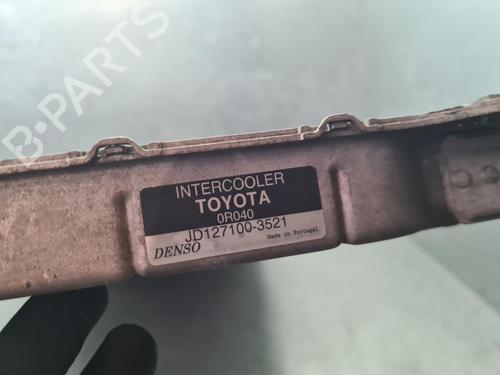 B-PARTS
INTERCOOLER
TOYOTA
0R040
JD127100-3521
DENSO Made in Portugal